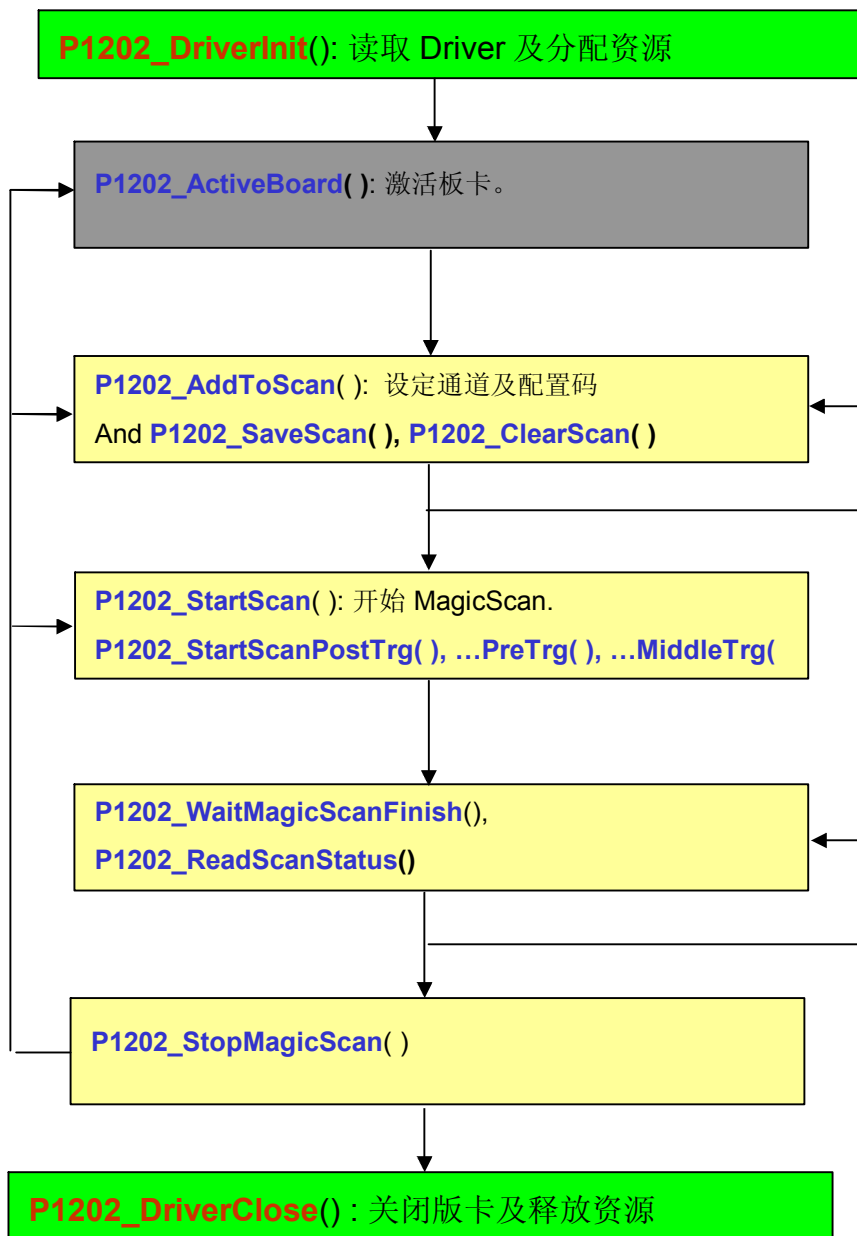 P1202_DriverInit(): 读取 Driver 及分配资源
P1202_ActiveBoard( ): 激活板卡。
P1202_AddToScan( ): 设定通道及配置码
And P1202_SaveScan( ), P1202_ClearScan( )
P1202_StartScan( ): 开始 MagicScan.
P1202_StartScanPostTrg( ), …PreTrg( ), …MiddleTrg(
P1202_WaitMagicScanFinish(),
P1202_ReadScanStatus()
P1202_StopMagicScan( )
P1202_DriverClose() : 关闭版卡及释放资源